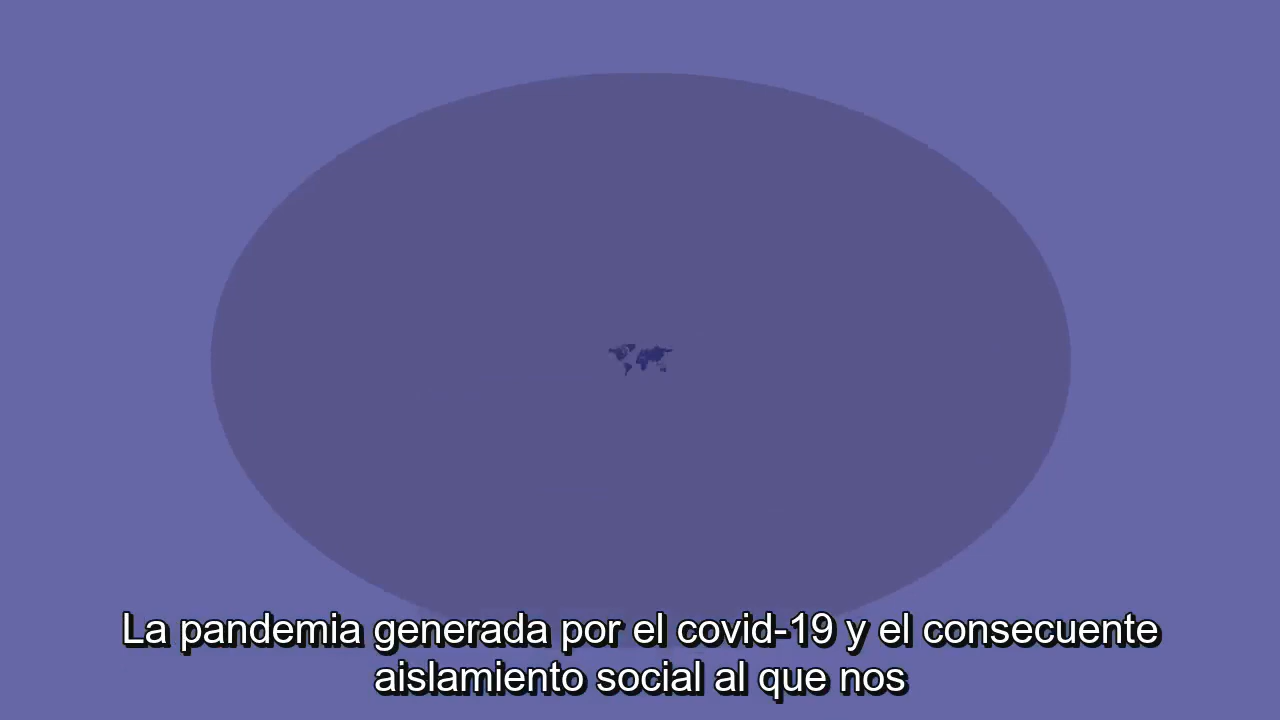 La pandemia generada por el covid-19 y el consecuente
aislamiento social al que nos